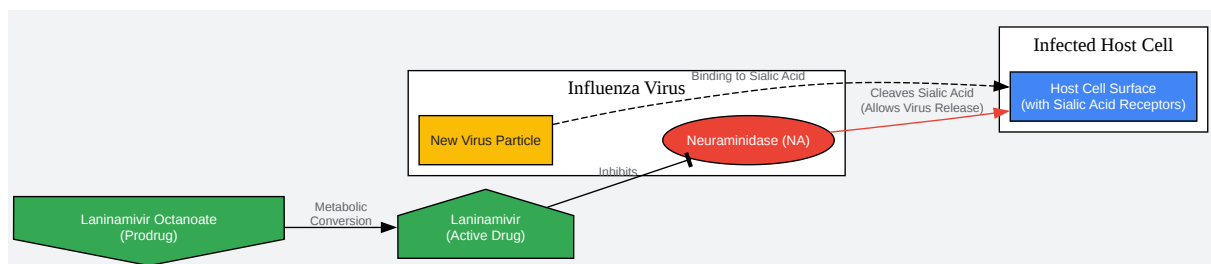 Infected Host Cell
Binding to Sialic Acid
Influenza Virus
Cleaves Sialic Acid
(Allows Virus Release)
Host Cell Surface
(with Sialic Acid Receptors)
New Virus Particle
Neuraminidase (NA)
Inhibits
Laninamivir Octanoate
(Prodrug)
Metabolic
Conversion
Laninamivir
(Active Drug)